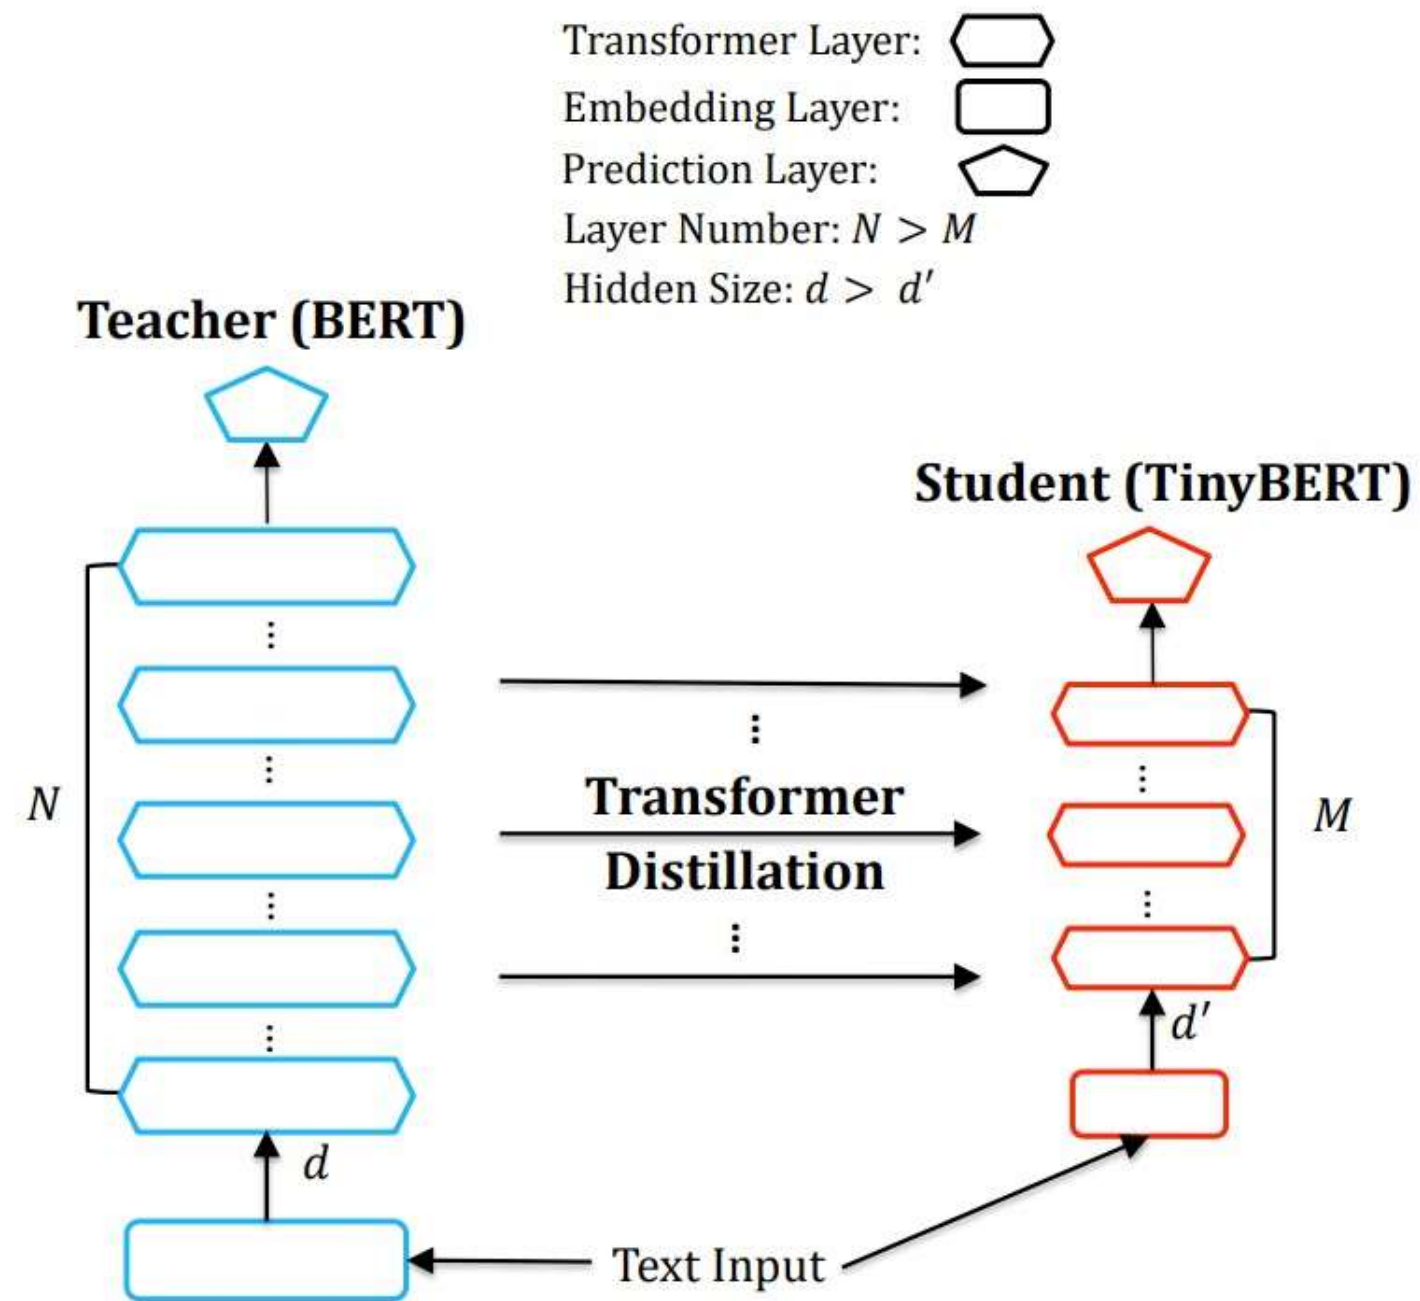 Transformer Layer:
Embedding Layer:
Prediction Layer:
Layer Number: N > M
Hidden Size: d > d′
Teacher (BERT)
Student (TinyBERT)
N
Transformer
Distillation
M
d′
d
Text Input